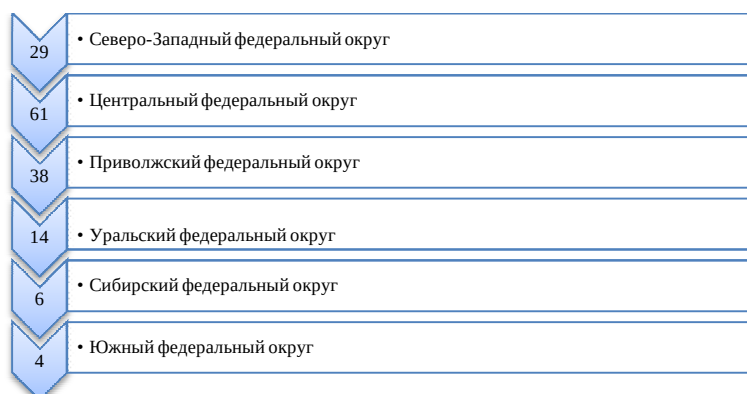 29
• Северо-Западный федеральный округ
61
• Центральный федеральный округ
38
• Приволжский федеральный округ
14
• Уральский федеральный округ
6
• Сибирский федеральный округ
4
• Южный федеральный округ